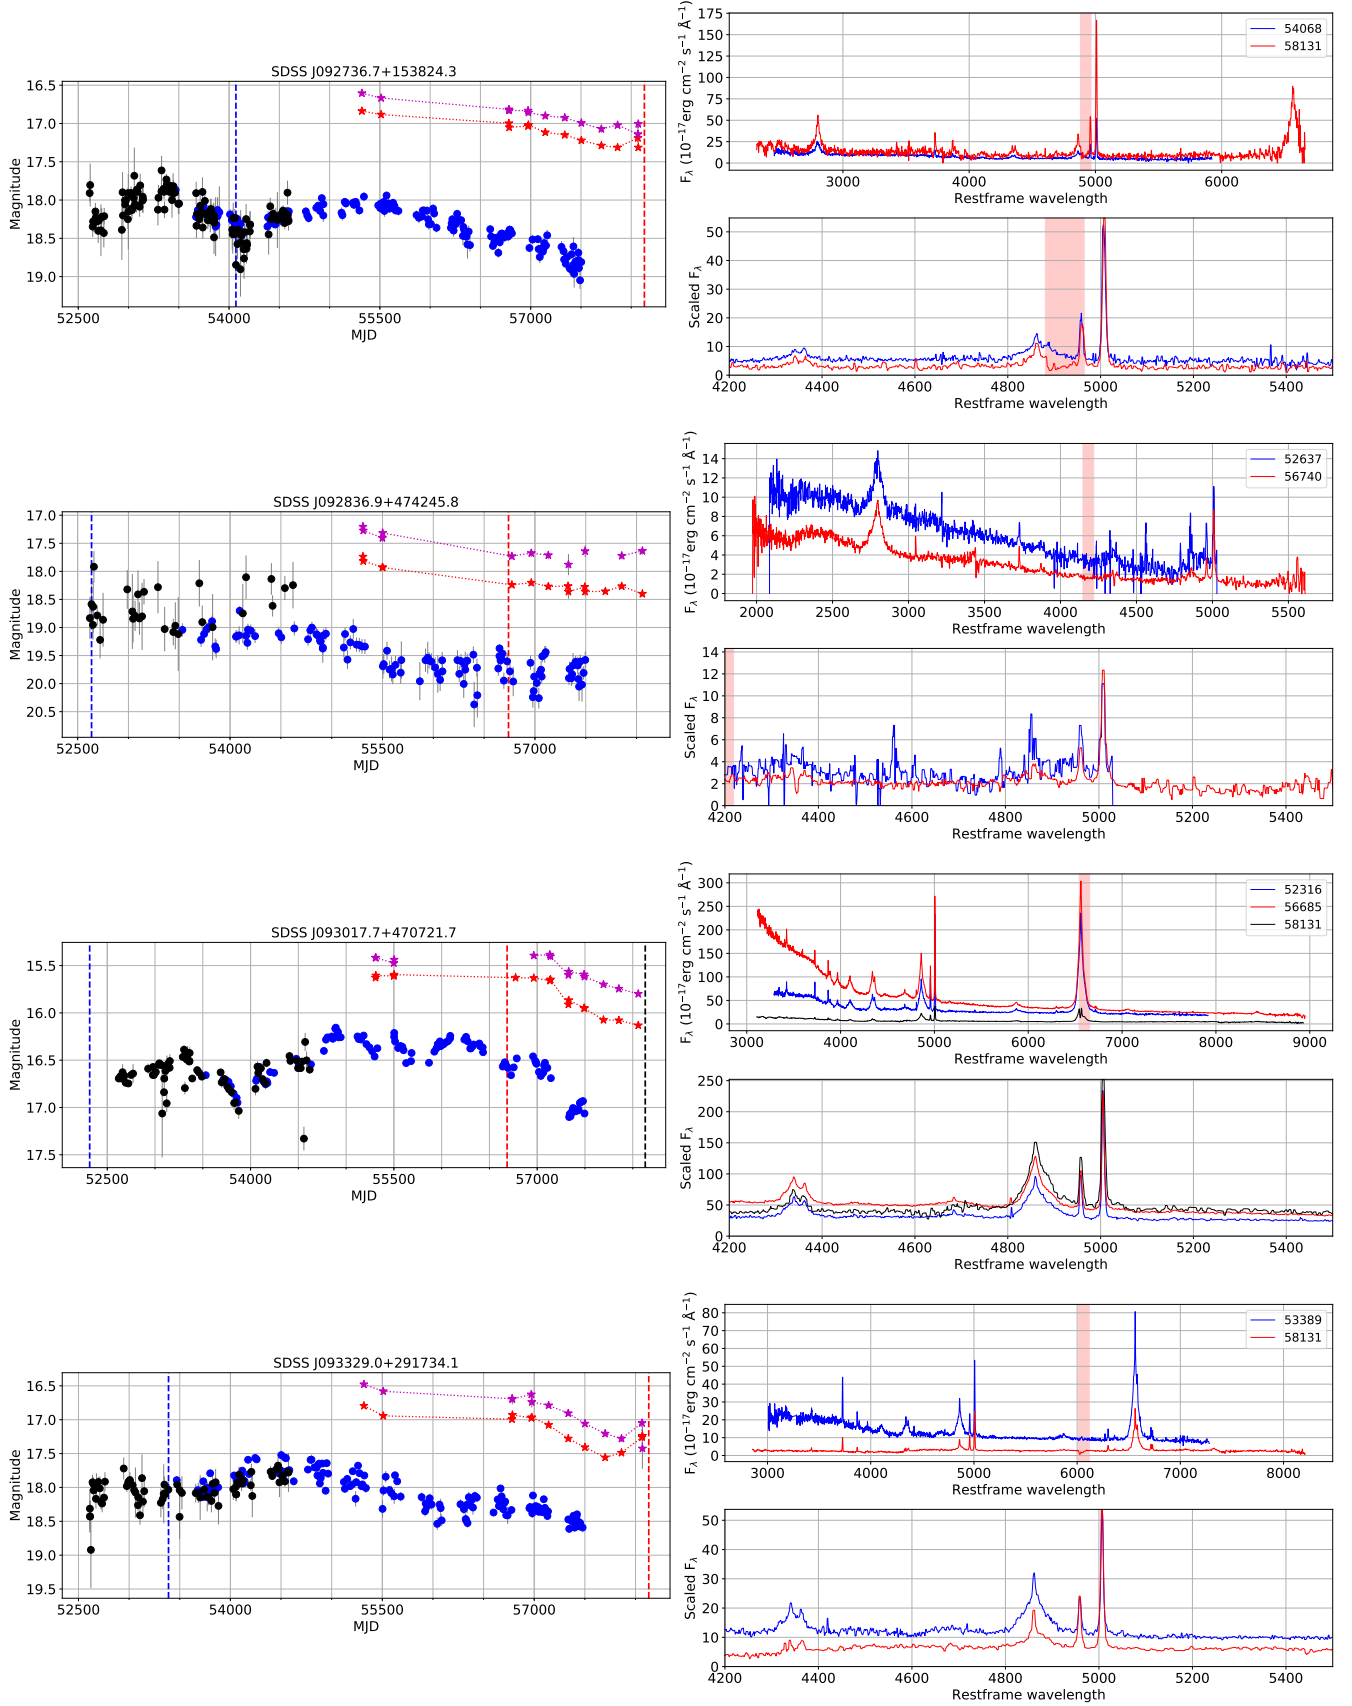 SDSS J092736.7+153824.3
16.5
17.0
17.5
18.0
18.5
19.0
Magnitude
52500 54000 55500 57000
MJD
175
150
125
100
75
50
25
0
F_λ (10⁻¹⁷erg cm⁻² s⁻¹ Å⁻¹)
54068
58131
3000 4000 5000 6000
Restframe wavelength
50
40
30
20
10
0
Scaled F_λ
4200 4400 4600 4800 5000 5200 5400
Restframe wavelength
SDSS J092836.9+474245.8
17.0
17.5
18.0
18.5
19.0
19.5
20.0
20.5
Magnitude
52500 54000 55500 57000
MJD
14
12
10
8
6
4
2
0
F_λ (10⁻¹⁷erg cm⁻² s⁻¹ Å⁻¹)
52637
56740
2000 2500 3000 3500 4000 4500 5000 5500
Restframe wavelength
14
12
10
8
6
4
2
0
Scaled F_λ
4200 4400 4600 4800 5000 5200 5400
Restframe wavelength
SDSS J093017.7+470721.7
15.5
16.0
16.5
17.0
17.5
Magnitude
52500 54000 55500 57000
MJD
300
250
200
150
100
50
0
F_λ (10⁻¹⁷erg cm⁻² s⁻¹ Å⁻¹)
52316
56685
58131
3000 4000 5000 6000 7000 8000 9000
Restframe wavelength
250
200
150
100
50
0
Scaled F_λ
4200 4400 4600 4800 5000 5200 5400
Restframe wavelength
SDSS J093329.0+291734.1
16.5
17.0
17.5
18.0
18.5
19.0
19.5
Magnitude
52500 54000 55500 57000
MJD
80
70
60
50
40
30
20
10
0
F_λ (10⁻¹⁷erg cm⁻² s⁻¹ Å⁻¹)
53389
58131
3000 4000 5000 6000 7000 8000
Restframe wavelength
50
40
30
20
10
0
Scaled F_λ
4200 4400 4600 4800 5000 5200 5400
Restframe wavelength